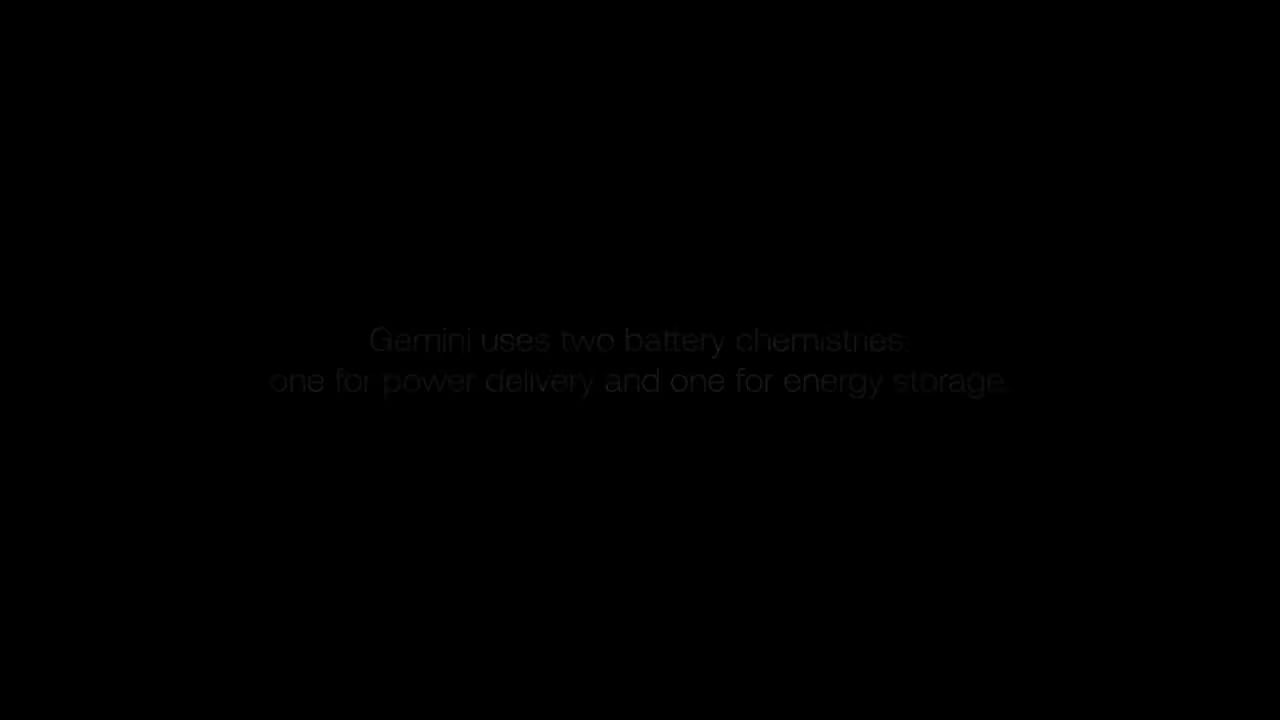 Gemini uses two battery chemistries:
one for power delivery and one for energy storage.